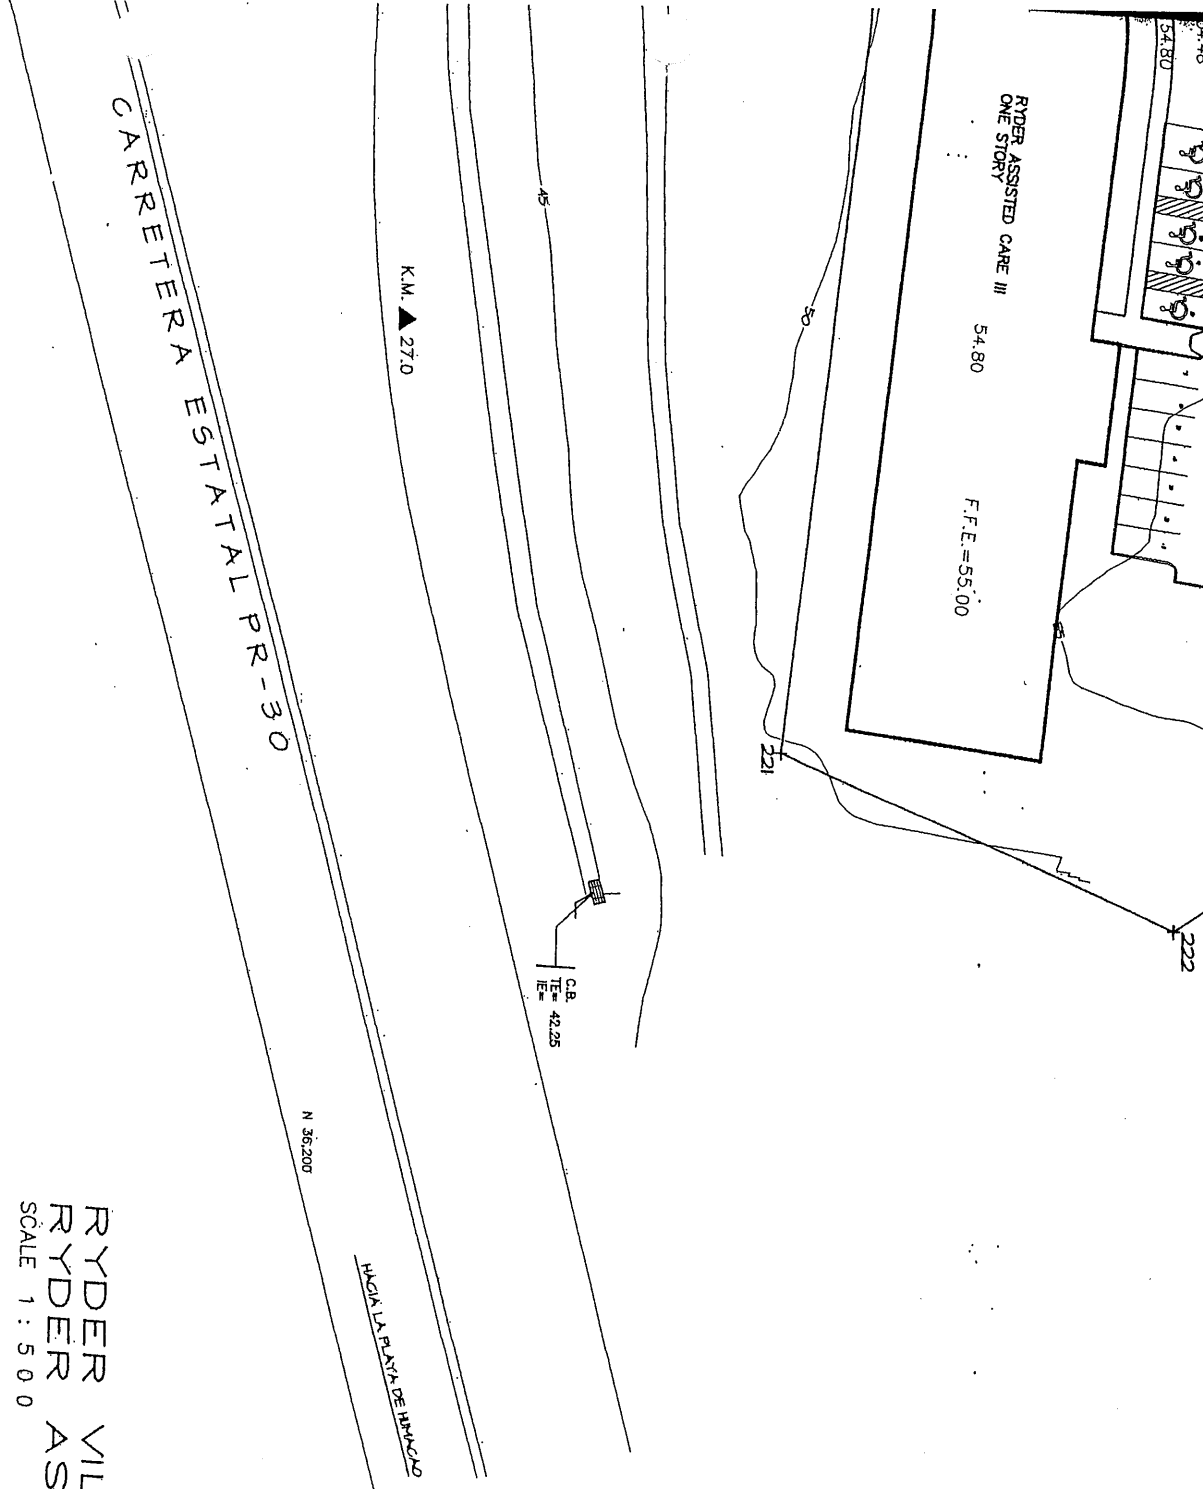 54.80
RYDER ASSISTED CARE III
ONE STORY
54.80
F.F.E.=55.00
55
50
45
221
222
K.M. 27.0
CARRETERA ESTATAL PR-30
C.B.
TE= 42.25
IE=
N 36,200
HACIA LA PLAYA DE HUMACAO
RYDER VIL
RYDER AS
SCALE 1:500